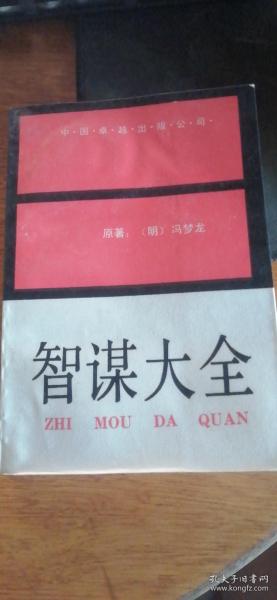 中·国·卓·越·出·版·公·司·
原著：（明）冯梦龙
智谋大全
ZHI MOU DA QUAN
孔夫子旧书网
www.kongfz.com